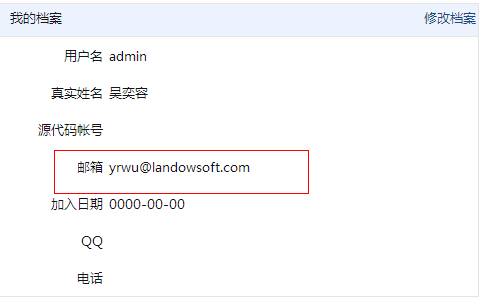 我的档案 修改档案
用户名 admin
真实姓名 吴奕容
源代码帐号
邮箱 yrwu@landowsoft.com
加入日期 0000-00-00
QQ
电话